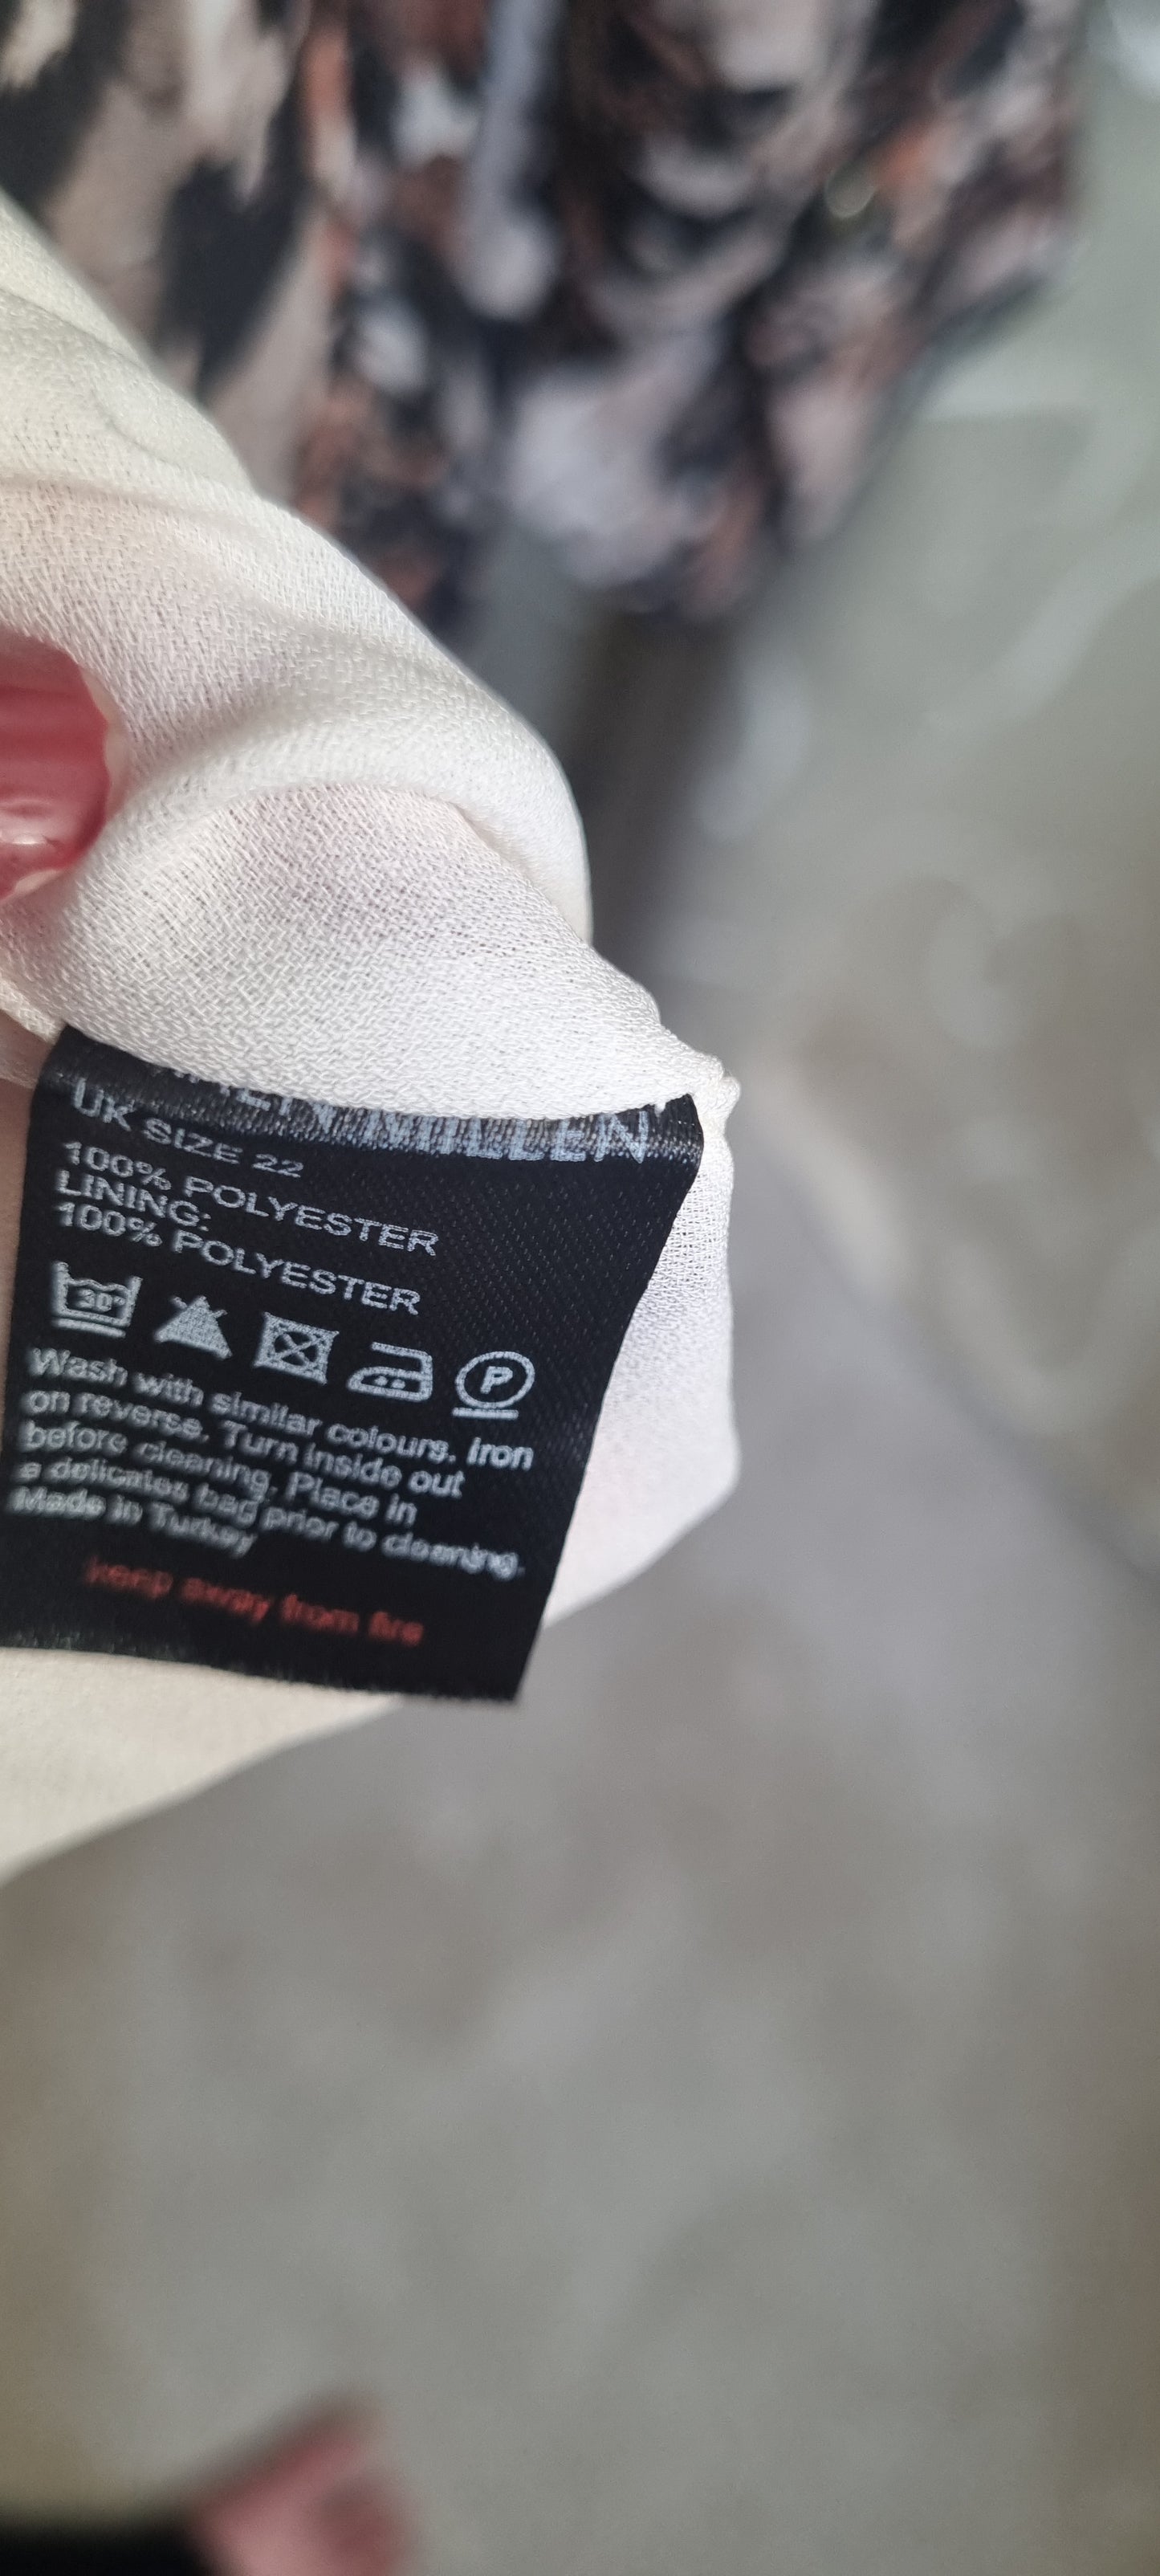 MILLEN
UK SIZE 22
100% POLYESTER
LINING:
100% POLYESTER
30°
P
Wash with similar colours. Iron
on reverse. Turn inside out
before cleaning. Place in
a delicates bag prior to cleaning.
Made in Turkey
keep away from fire